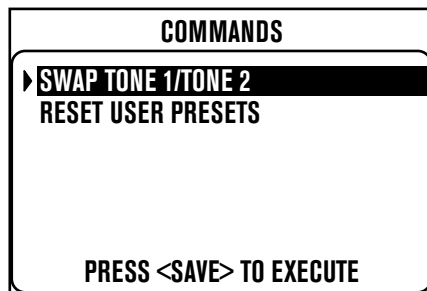 COMMANDS
SWAP TONE 1/TONE 2
RESET USER PRESETS
PRESS <SAVE> TO EXECUTE